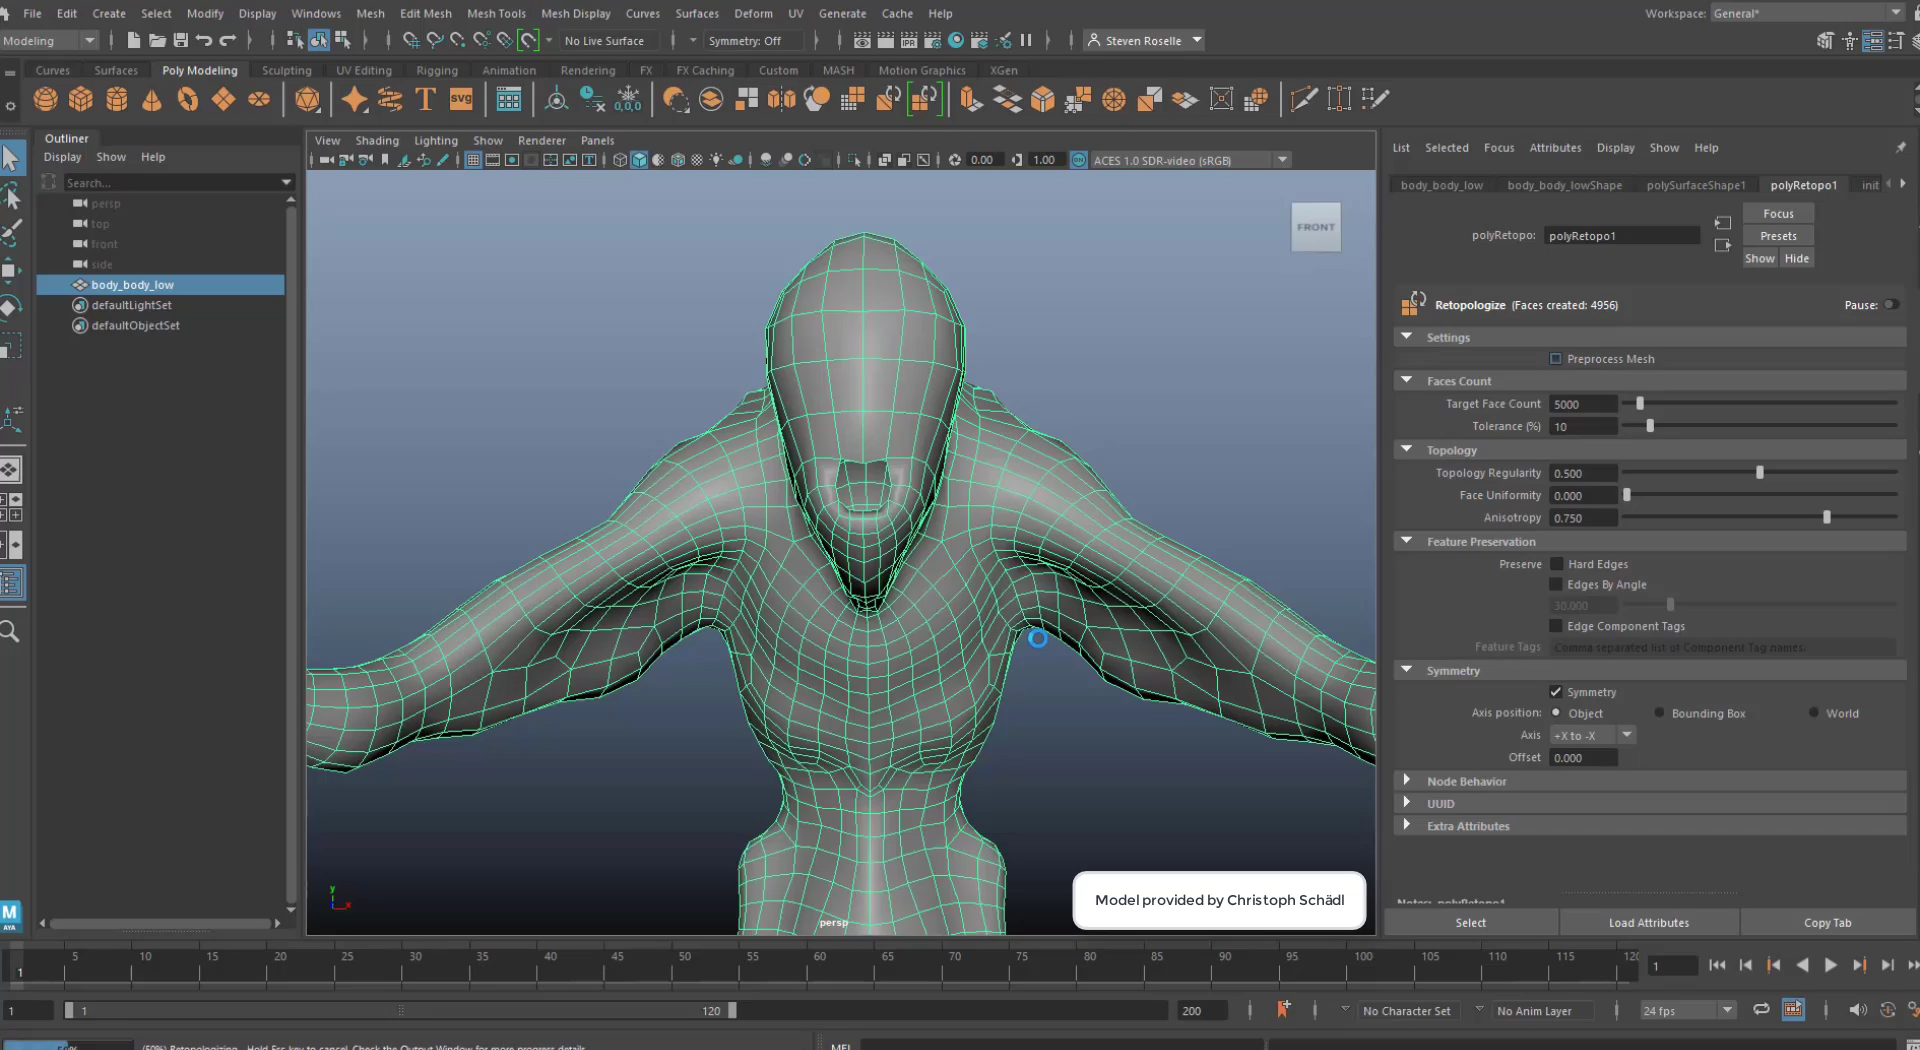 File Edit Create Select Modify Display Windows Mesh Edit Mesh Mesh Tools Mesh Display Curves Surfaces Deform UV Generate Cache Help Workspace: General*
Modeling No Live Surface Symmetry: Off Steven Roselle
Curves Surfaces Poly Modeling Sculpting UV Editing Rigging Animation Rendering FX FX Caching Custom MASH Motion Graphics XGen
T svg 0,0,0
Outliner
Display Show Help
Search...
persp
top
front
side
body_body_low
defaultLightSet
defaultObjectSet
View Shading Lighting Show Renderer Panels
IPR
0.00 1.00 ACES 1.0 SDR-video (sRGB)
FRONT
y
x
persp
Model provided by Christoph Schädl
List Selected Focus Attributes Display Show Help
body_body_low body_body_lowShape polySurfaceShape1 polyRetopo1 init
polyRetopo: polyRetopo1
Focus
Presets
Show Hide
Retopologize (Faces created: 4956) Pause:
Settings
Preprocess Mesh
Faces Count
Target Face Count 5000
Tolerance (%) 10
Topology
Topology Regularity 0.500
Face Uniformity 0.000
Anisotropy 0.750
Feature Preservation
Preserve Hard Edges
Edges By Angle
30.000
Edge Component Tags
Feature Tags Comma separated list of Component Tag names.
Symmetry
Symmetry
Axis position: Object Bounding Box World
Axis +X to -X
Offset 0.000
Node Behavior
UUID
Extra Attributes
Notes: polyRetopo1
Select Load Attributes Copy Tab
M
AYA
5 10 15 20 25 30 35 40 45 50 55 60 65 70 75 80 85 90 95 100 105 110 115 120
1 1
1 1 120 200 No Character Set No Anim Layer 24 fps
50% (50%) Retopologizing... Hold Esc key to cancel. Check the Output Window for more progress details. MEL